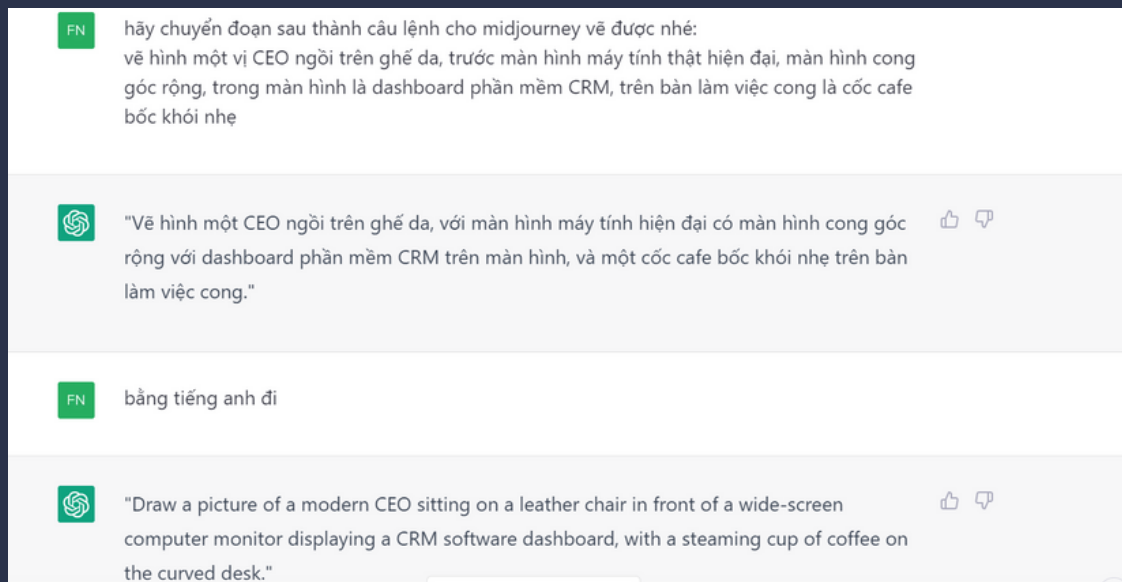 FN
hãy chuyển đoạn sau thành câu lệnh cho midjourney vẽ được nhé:
vẽ hình một vị CEO ngồi trên ghế da, trước màn hình máy tính thật hiện đại, màn hình cong
góc rộng, trong màn hình là dashboard phần mềm CRM, trên bàn làm việc cong là cốc cafe
bốc khói nhẹ
"Vẽ hình một CEO ngồi trên ghế da, với màn hình máy tính hiện đại có màn hình cong góc
rộng với dashboard phần mềm CRM trên màn hình, và một cốc cafe bốc khói nhẹ trên bàn
làm việc cong."
FN
bằng tiếng anh đi
"Draw a picture of a modern CEO sitting on a leather chair in front of a wide-screen
computer monitor displaying a CRM software dashboard, with a steaming cup of coffee on
the curved desk."